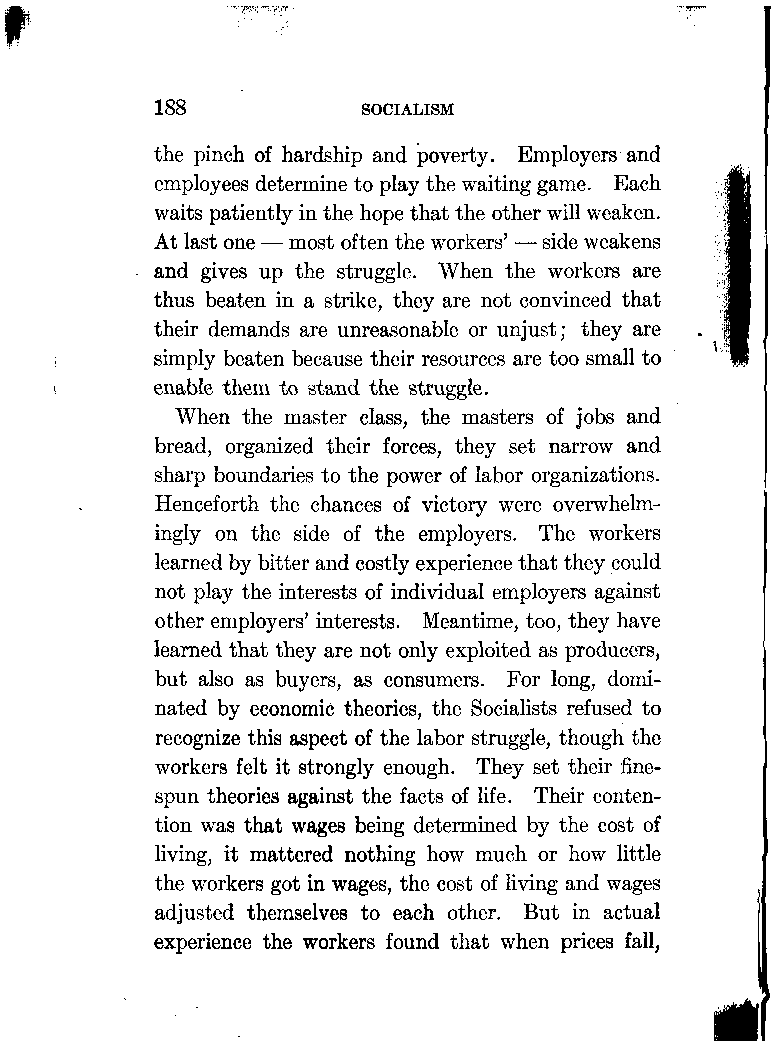 188 SOCIALISM
the pinch of hardship and poverty. Employers and
employees determine to play the waiting game. Each
waits patiently in the hope that the other will weaken.
At last one — most often the workers' — side weakens
and gives up the struggle. When the workers are
thus beaten in a strike, they are not convinced that
their demands are unreasonable or unjust; they are
simply beaten because their resources are too small to
enable them to stand the struggle.
When the master class, the masters of jobs and
bread, organized their forces, they set narrow and
sharp boundaries to the power of labor organizations.
Henceforth the chances of victory were overwhelm-
ingly on the side of the employers. The workers
learned by bitter and costly experience that they could
not play the interests of individual employers against
other employers' interests. Meantime, too, they have
learned that they are not only exploited as producers,
but also as buyers, as consumers. For long, domi-
nated by economic theories, the Socialists refused to
recognize this aspect of the labor struggle, though the
workers felt it strongly enough. They set their fine-
spun theories against the facts of life. Their conten-
tion was that wages being determined by the cost of
living, it mattered nothing how much or how little
the workers got in wages, the cost of living and wages
adjusted themselves to each other. But in actual
experience the workers found that when prices fall,